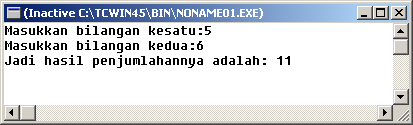 (Inactive C:\TCWIN45\BIN\NONAME01.EXE)
Masukkan bilangan kesatu:5
Masukkan bilangan kedua:6
Jadi hasil penjumlahannya adalah: 11